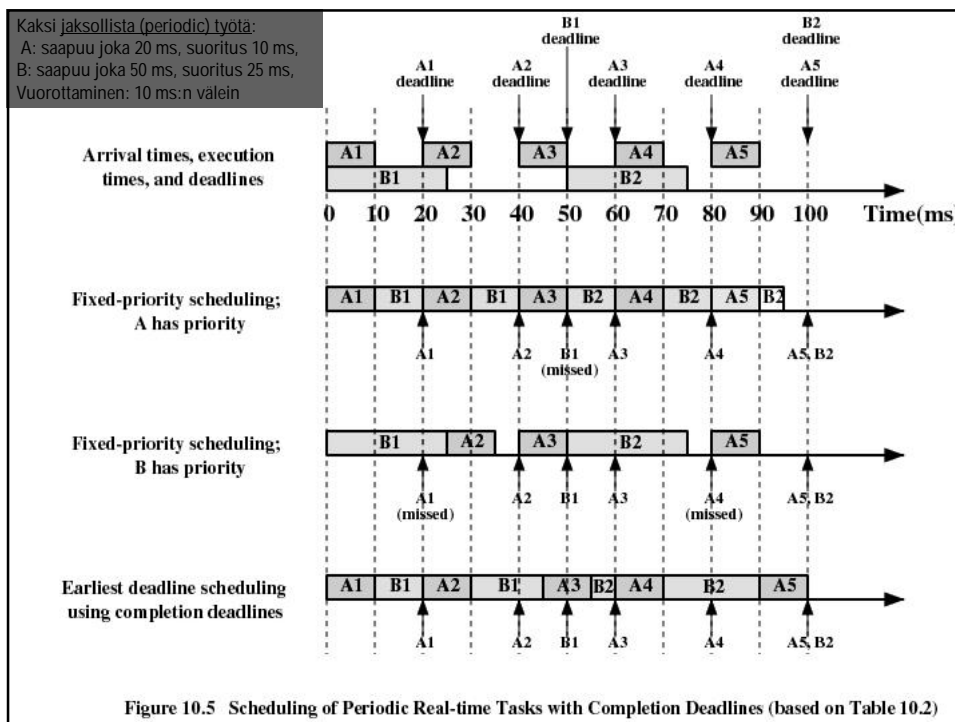 Kaksi jaksollista (periodic) työtä:
A: saapuu joka 20 ms, suoritus 10 ms,
B: saapuu joka 50 ms, suoritus 25 ms,
Vuorottaminen: 10 ms:n välein
B1
deadline
B2
deadline
A1
deadline
A2
deadline
A3
deadline
A4
deadline
A5
deadline
Arrival times, execution
times, and deadlines
A1 A2 A3 A4 A5
B1 B2
0 10 20 30 40 50 60 70 80 90 100 Time(ms)
Fixed-priority scheduling;
A has priority
A1 B1 A2 B1 A3 B2 A4 B2 A5 B2
A1 A2 B1 (missed) A3 A4 A5, B2
Fixed-priority scheduling;
B has priority
B1 A2 A3 B2 A5
A1 (missed) A2 B1 A3 A4 (missed) A5, B2
Earliest deadline scheduling
using completion deadlines
A1 B1 A2 B1 A3 B2 A4 B2 A5
A1 A2 B1 A3 A4 A5, B2
Figure 10.5 Scheduling of Periodic Real-time Tasks with Completion Deadlines (based on Table 10.2)